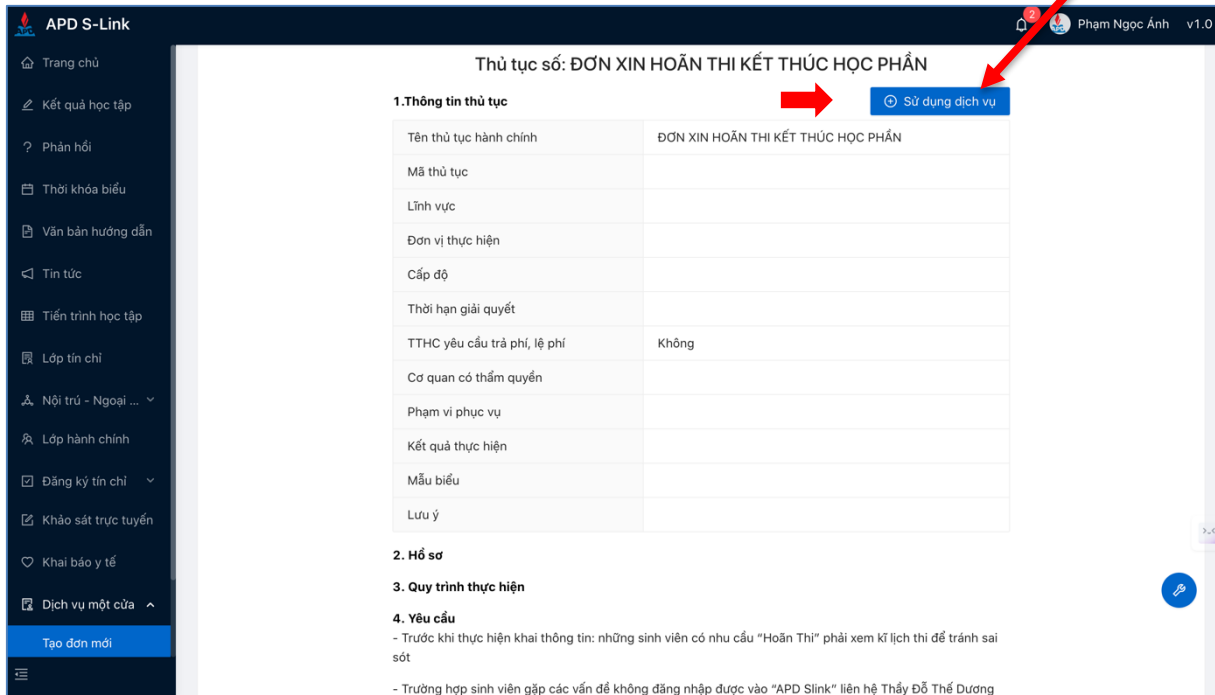 APD S-Link
2
Phạm Ngọc Ánh v1.0
Trang chủ
Kết quả học tập
Phản hồi
Thời khóa biểu
Văn bản hướng dẫn
Tin tức
Tiến trình học tập
Lớp tín chỉ
Nội trú - Ngoại ...
Lớp hành chính
Đăng ký tín chỉ
Khảo sát trực tuyến
Khai báo y tế
Dịch vụ một cửa
Tạo đơn mới
Thủ tục số: ĐƠN XIN HOÃN THI KẾT THÚC HỌC PHẦN
1.Thông tin thủ tục
Sử dụng dịch vụ
Tên thủ tục hành chính ĐƠN XIN HOÃN THI KẾT THÚC HỌC PHẦN
Mã thủ tục
Lĩnh vực
Đơn vị thực hiện
Cấp độ
Thời hạn giải quyết
TTHC yêu cầu trả phí, lệ phí Không
Cơ quan có thẩm quyền
Phạm vi phục vụ
Kết quả thực hiện
Mẫu biểu
Lưu ý
2. Hồ sơ
3. Quy trình thực hiện
4. Yêu cầu
- Trước khi thực hiện khai thông tin: những sinh viên có nhu cầu “Hoãn Thi” phải xem kĩ lịch thi để tránh sai
sót
- Trường hợp sinh viên gặp các vấn đề không đăng nhập được vào “APD Slink” liên hệ Thầy Đỗ Thế Dương